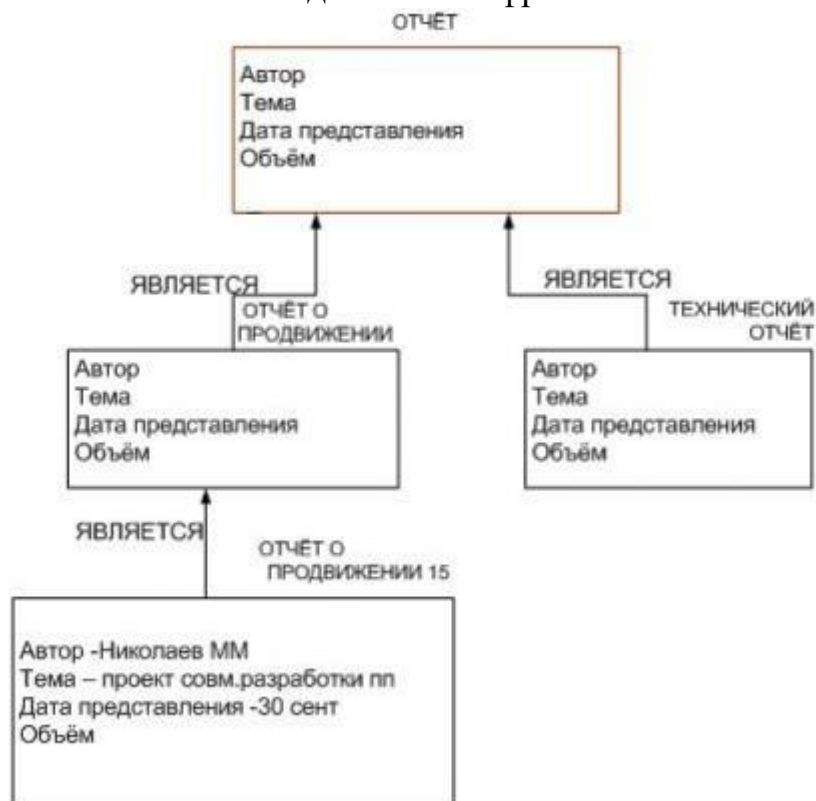 ОТЧЁТ
Автор
Тема
Дата представления
Объём
ЯВЛЯЕТСЯ
ЯВЛЯЕТСЯ
ОТЧЁТ О
ПРОДВИЖЕНИИ
ТЕХНИЧЕСКИЙ
ОТЧЁТ
Автор
Тема
Дата представления
Объём
Автор
Тема
Дата представления
Объём
ЯВЛЯЕТСЯ
ОТЧЁТ О
ПРОДВИЖЕНИИ 15
Автор -Николаев ММ
Тема – проект совм.разработки пп
Дата представления -30 сент
Объём